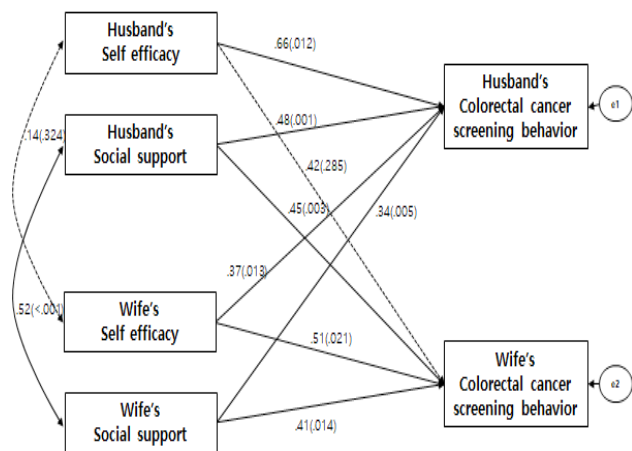 Husband's
Self efficacy
.66(.012)
Husband's
Colorectal cancer
screening behavior
e1
.48(.001)
.14(.324)
Husband's
Social support
.42(.285)
.45(.003)
.34(.005)
.37(.013)
.52(<.001)
Wife's
Self efficacy
.51(.021)
Wife's
Colorectal cancer
screening behavior
e2
.41(.014)
Wife's
Social support